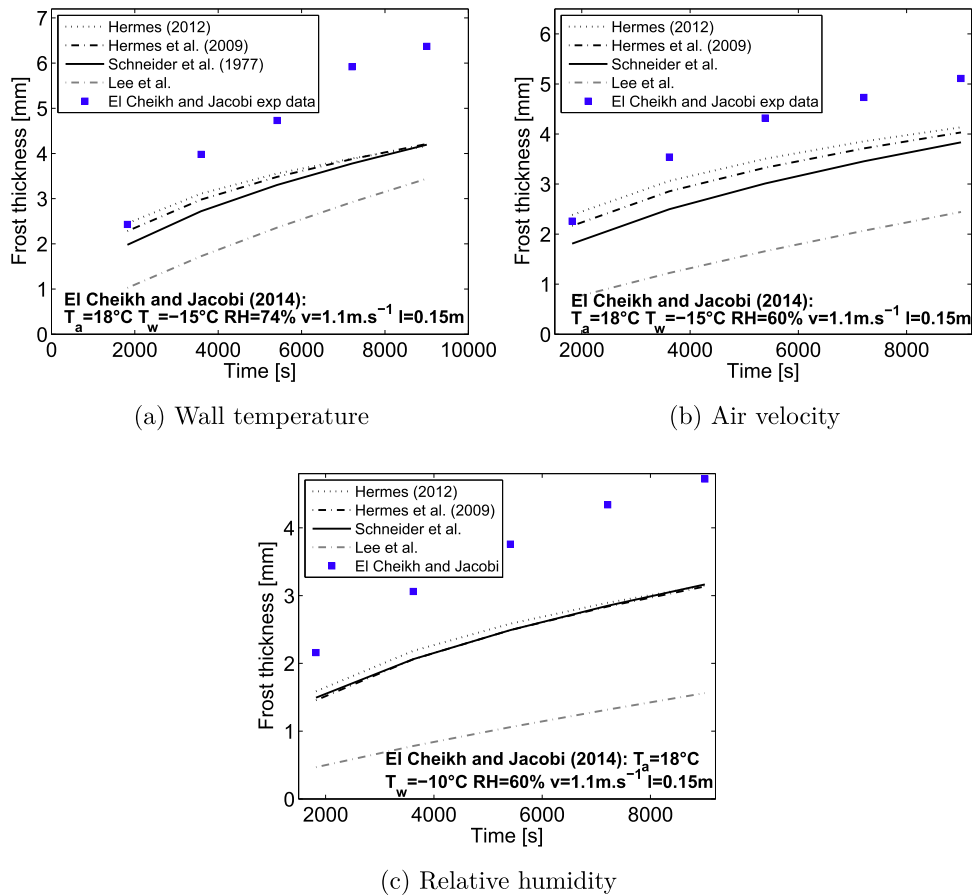 7
6
5
4
3
2
1
0
Frost thickness [mm]
Hermes (2012)
Hermes et al. (2009)
Schneider et al. (1977)
Lee et al.
El Cheikh and Jacobi exp data
El Cheikh and Jacobi (2014):
T_a=18°C T_w=−15°C RH=74% v=1.1m.s⁻¹ l=0.15m
0 2000 4000 6000 8000 10000
Time [s]
(a) Wall temperature
6
5
4
3
2
1
0
Frost thickness [mm]
Hermes (2012)
Hermes et al. (2009)
Schneider et al.
Lee et al.
El Cheikh and Jacobi exp data
El Cheikh and Jacobi (2014):
T_a=18°C T_w=−15°C RH=60% v=1.1m.s⁻¹ l=0.15m
2000 4000 6000 8000
Time [s]
(b) Air velocity
4
3
2
1
0
Frost thickness [mm]
Hermes (2012)
Hermes et al. (2009)
Schneider et al.
Lee et al.
El Cheikh and Jacobi
El Cheikh and Jacobi (2014): T_a=18°C
T_w=−10°C RH=60% v=1.1m.s⁻¹ l=0.15m
2000 4000 6000 8000
Time [s]
(c) Relative humidity